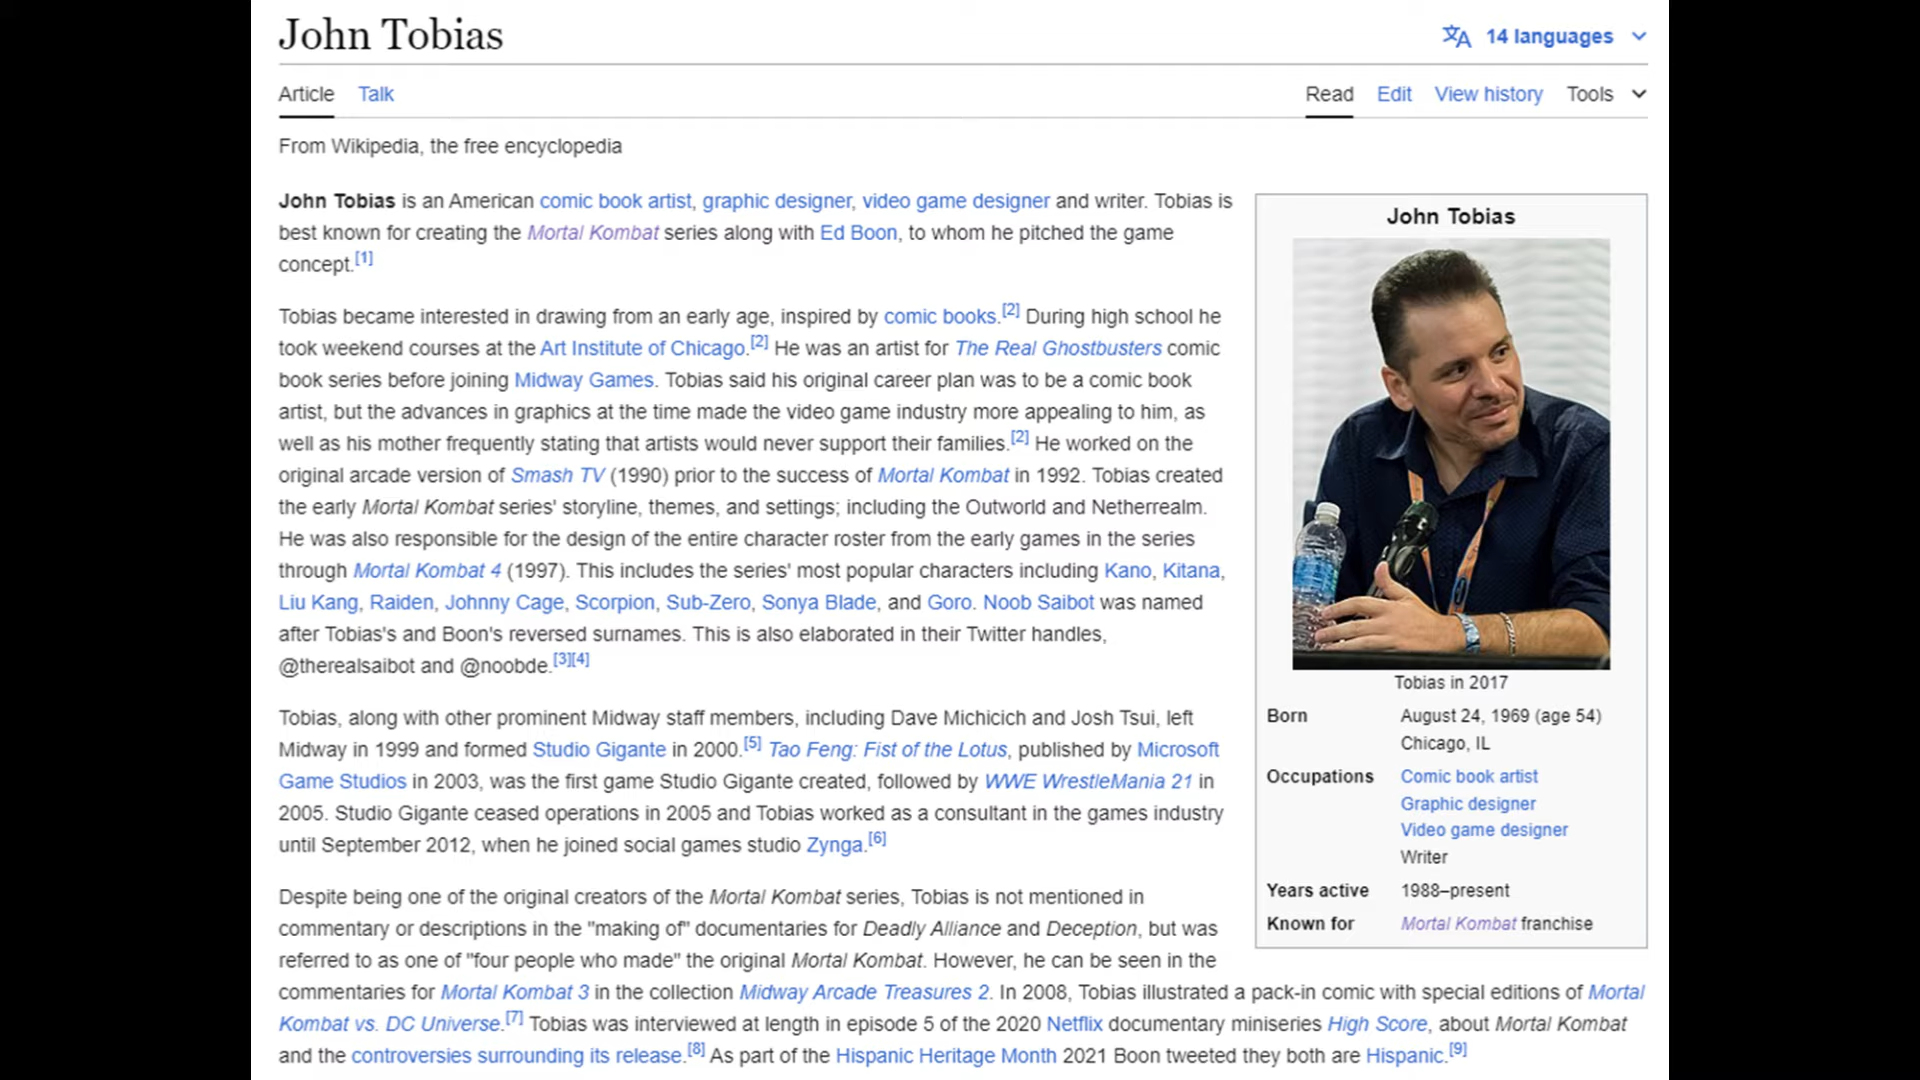 John Tobias
14 languages
Article Talk
Read Edit View history Tools
From Wikipedia, the free encyclopedia
John Tobias is an American comic book artist, graphic designer, video game designer and writer. Tobias is
best known for creating the Mortal Kombat series along with Ed Boon, to whom he pitched the game
concept.[1]
Tobias became interested in drawing from an early age, inspired by comic books.[2] During high school he
took weekend courses at the Art Institute of Chicago.[2] He was an artist for The Real Ghostbusters comic
book series before joining Midway Games. Tobias said his original career plan was to be a comic book
artist, but the advances in graphics at the time made the video game industry more appealing to him, as
well as his mother frequently stating that artists would never support their families.[2] He worked on the
original arcade version of Smash TV (1990) prior to the success of Mortal Kombat in 1992. Tobias created
the early Mortal Kombat series' storyline, themes, and settings; including the Outworld and Netherrealm.
He was also responsible for the design of the entire character roster from the early games in the series
through Mortal Kombat 4 (1997). This includes the series' most popular characters including Kano, Kitana,
Liu Kang, Raiden, Johnny Cage, Scorpion, Sub-Zero, Sonya Blade, and Goro. Noob Saibot was named
after Tobias's and Boon's reversed surnames. This is also elaborated in their Twitter handles,
@therealsaibot and @noobde.[3][4]
Tobias, along with other prominent Midway staff members, including Dave Michicich and Josh Tsui, left
Midway in 1999 and formed Studio Gigante in 2000.[5] Tao Feng: Fist of the Lotus, published by Microsoft
Game Studios in 2003, was the first game Studio Gigante created, followed by WWE WrestleMania 21 in
2005. Studio Gigante ceased operations in 2005 and Tobias worked as a consultant in the games industry
until September 2012, when he joined social games studio Zynga.[6]
Despite being one of the original creators of the Mortal Kombat series, Tobias is not mentioned in
commentary or descriptions in the "making of" documentaries for Deadly Alliance and Deception, but was
referred to as one of "four people who made" the original Mortal Kombat. However, he can be seen in the
commentaries for Mortal Kombat 3 in the collection Midway Arcade Treasures 2. In 2008, Tobias illustrated a pack-in comic with special editions of Mortal
Kombat vs. DC Universe.[7] Tobias was interviewed at length in episode 5 of the 2020 Netflix documentary miniseries High Score, about Mortal Kombat
and the controversies surrounding its release.[8] As part of the Hispanic Heritage Month 2021 Boon tweeted they both are Hispanic.[9]
John Tobias
Tobias in 2017
Born August 24, 1969 (age 54)
Chicago, IL
Occupations Comic book artist
Graphic designer
Video game designer
Writer
Years active 1988–present
Known for Mortal Kombat franchise